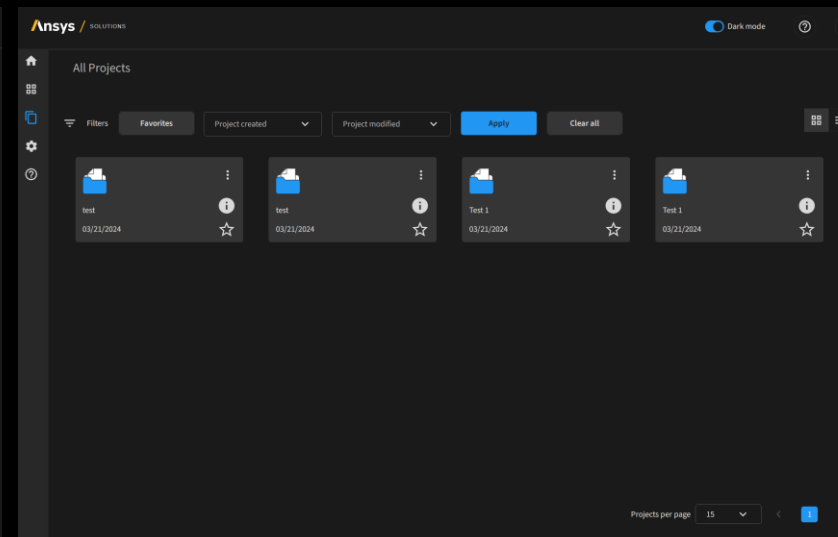 Ansys / SOLUTIONS
Dark mode
All Projects
Filters
Favorites
Project created
Project modified
Apply
Clear all
test
03/21/2024
test
03/21/2024
Test 1
03/21/2024
Test 1
03/21/2024
Projects per page 15
1